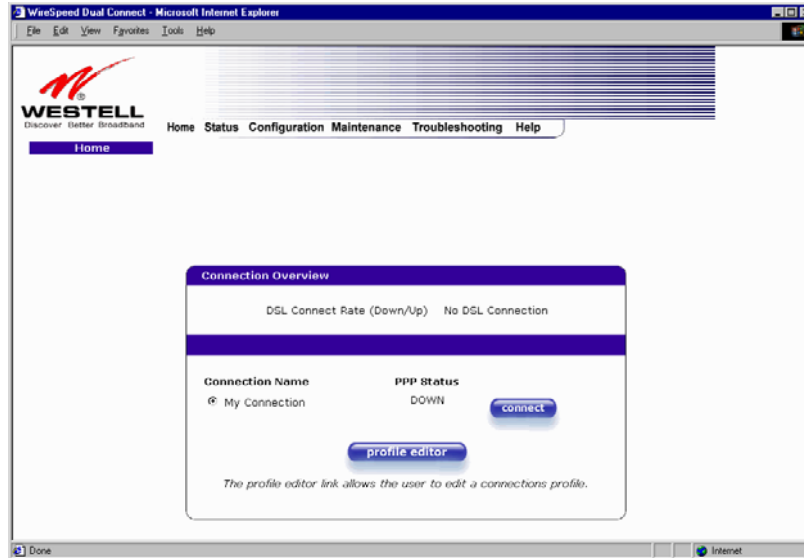 WireSpeed Dual Connect - Microsoft Internet Explorer
File Edit View Favorites Tools Help
WESTELL
Discover Better Broadband
Home Status Configuration Maintenance Troubleshooting Help
Home
Connection Overview
DSL Connect Rate (Down/Up) No DSL Connection
Connection Name PPP Status
My Connection DOWN connect
profile editor
The profile editor link allows the user to edit a connections profile.
Done Internet